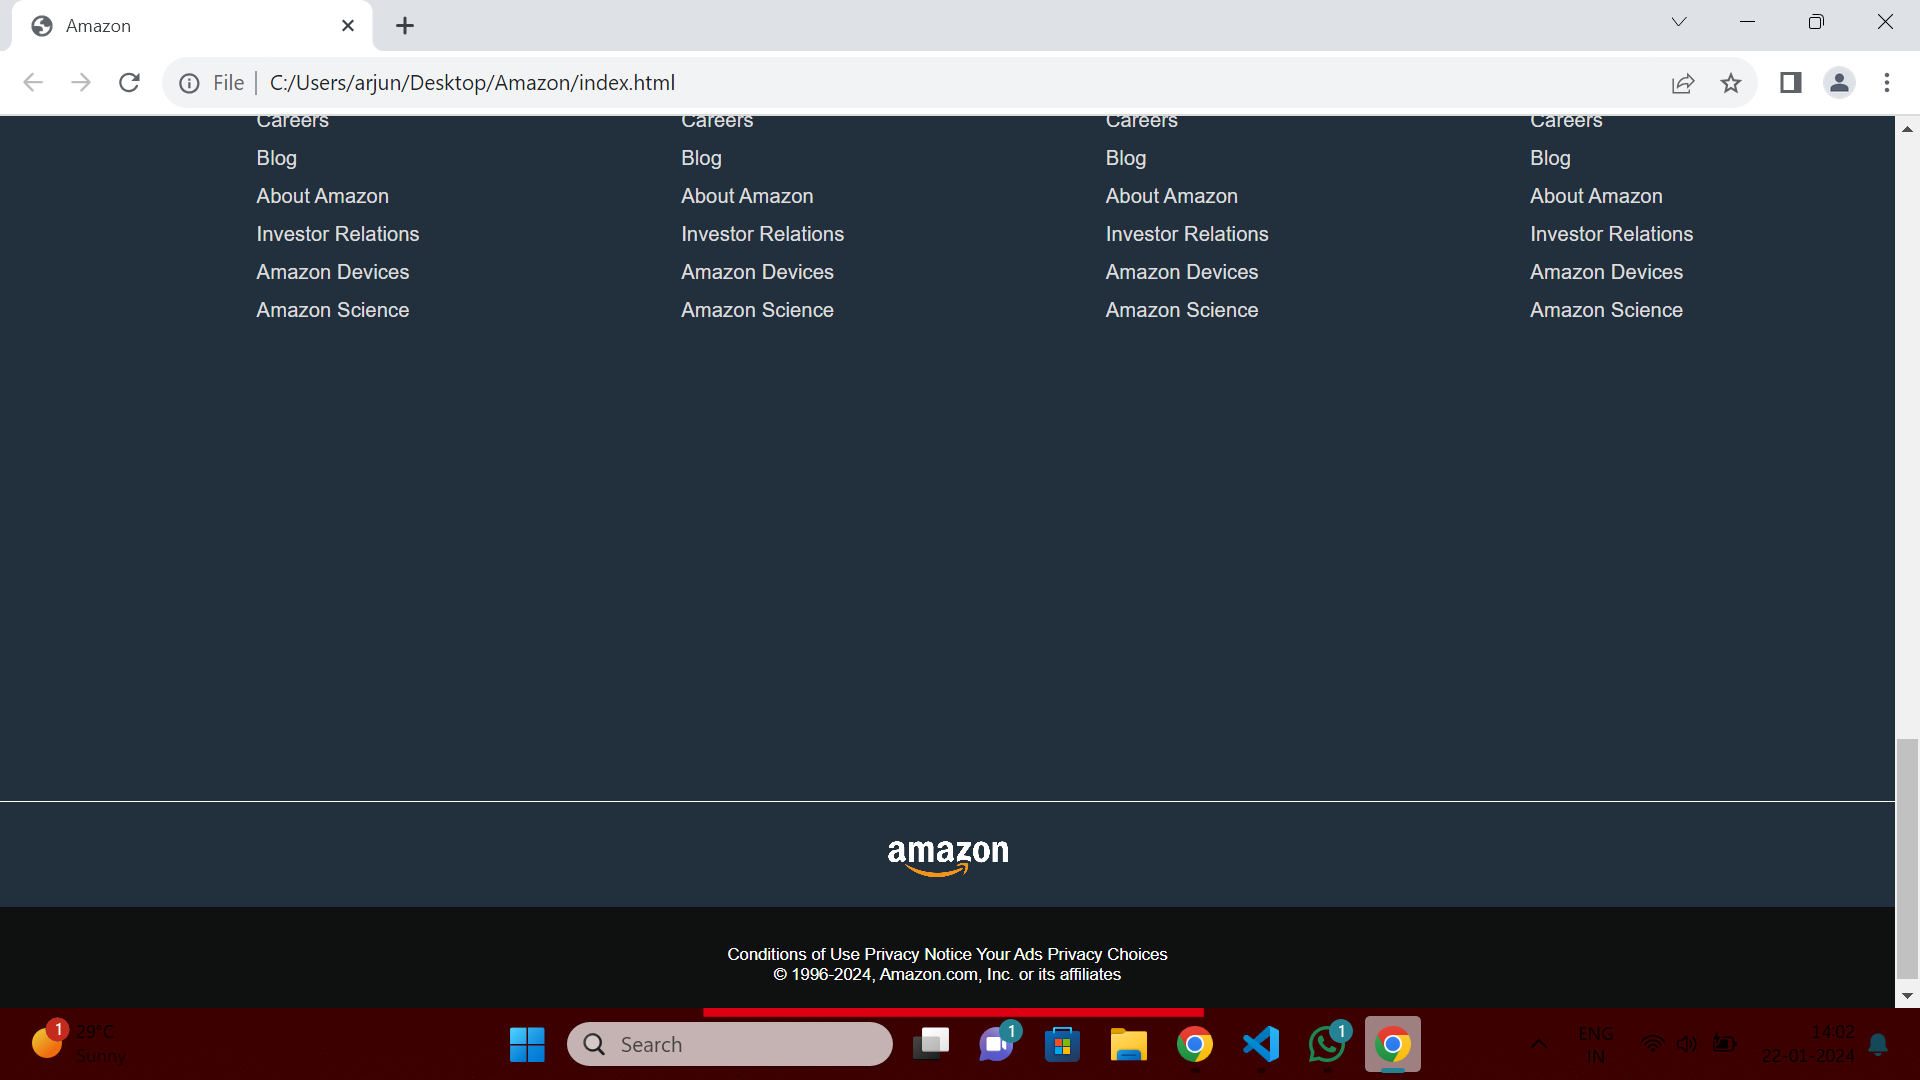 Amazon
File C:/Users/arjun/Desktop/Amazon/index.html
Careers Careers Careers Careers
Blog Blog Blog Blog
About Amazon About Amazon About Amazon About Amazon
Investor Relations Investor Relations Investor Relations Investor Relations
Amazon Devices Amazon Devices Amazon Devices Amazon Devices
Amazon Science Amazon Science Amazon Science Amazon Science
amazon
Conditions of Use Privacy Notice Your Ads Privacy Choices
© 1996-2024, Amazon.com, Inc. or its affiliates
1 29°C
Sunny
Search
1
1
ENG
IN
14:02
22-01-2024